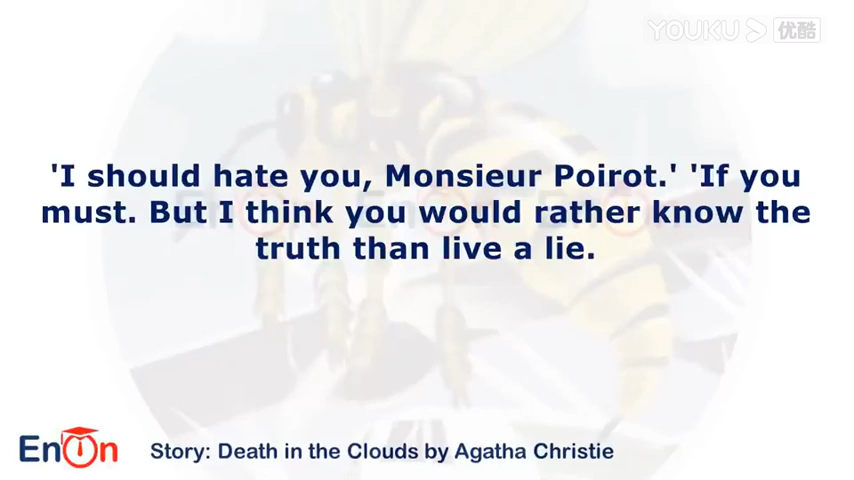 YOUKU 优酷
'I should hate you, Monsieur Poirot.' 'If you
must. But I think you would rather know the
truth than live a lie.
EnOn
Story: Death in the Clouds by Agatha Christie